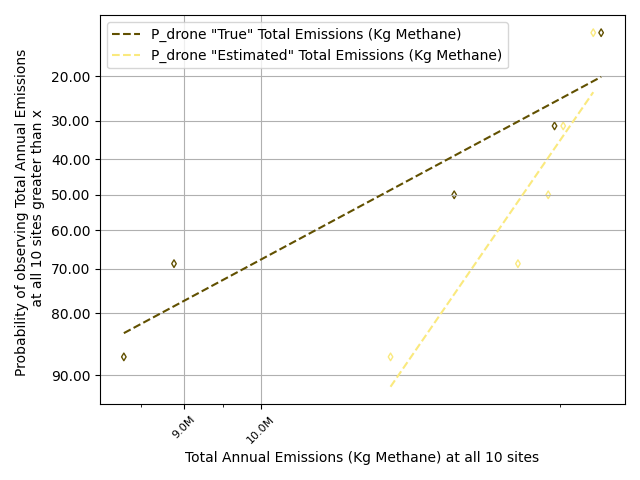 P_drone "True" Total Emissions (Kg Methane)
P_drone "Estimated" Total Emissions (Kg Methane)
Probability of observing Total Annual Emissions
at all 10 sites greater than x
20.00
30.00
40.00
50.00
60.00
70.00
80.00
90.00
9.0M
10.0M
Total Annual Emissions (Kg Methane) at all 10 sites